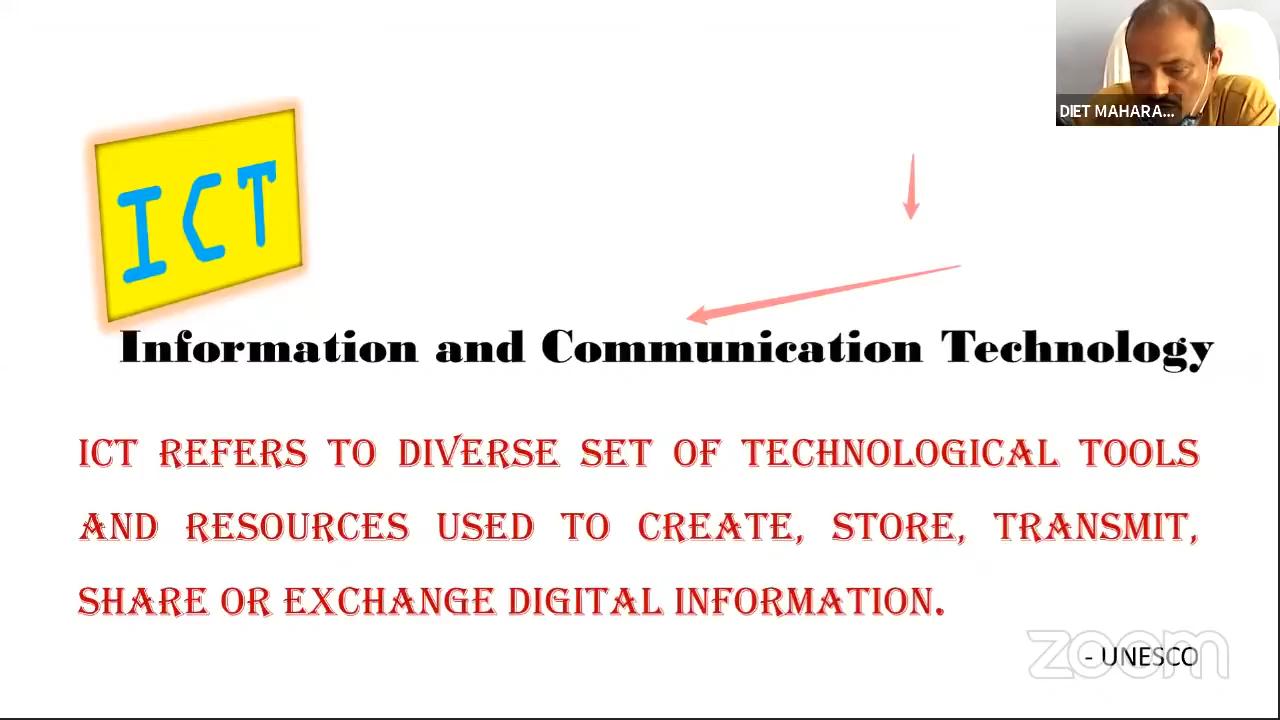 DIET MAHARA...
ICT
Information and Communication Technology
ICT REFERS TO DIVERSE SET OF TECHNOLOGICAL TOOLS
AND RESOURCES USED TO CREATE, STORE, TRANSMIT,
SHARE OR EXCHANGE DIGITAL INFORMATION.
zoom
- UNESCO